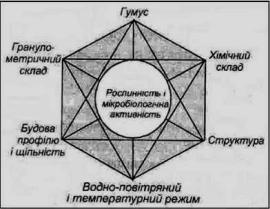 Гумус
Грануло-
метричний
склад
Хімічний
склад
Рослинність і
мікробіологічна
активність
Будова
профілю
і щільність
Структура
Водно-повітряний
і температурний режим